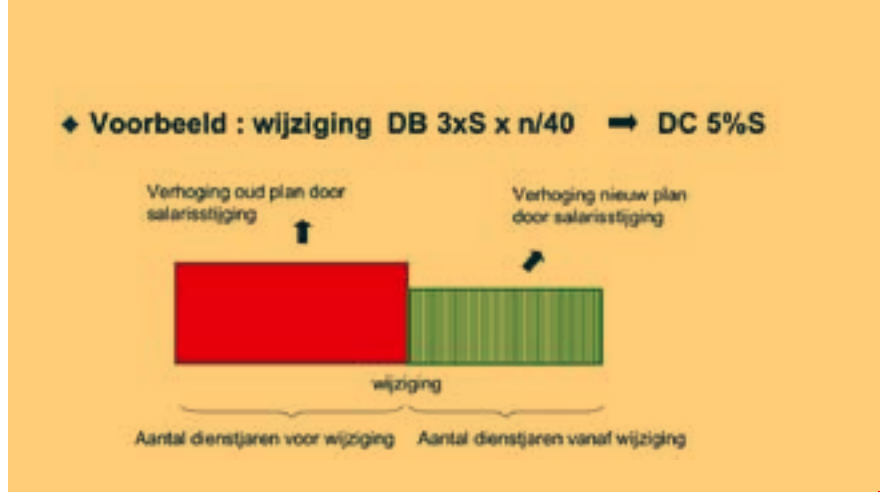 ◆ Voorbeeld : wijziging DB 3xS x n/40 ➡ DC 5%S
Verhoging oud plan door
salarisstijging
Verhoging nieuw plan
door salarisstijging
wijziging
Aantal dienstjaren voor wijziging
Aantal dienstjaren vanaf wijziging